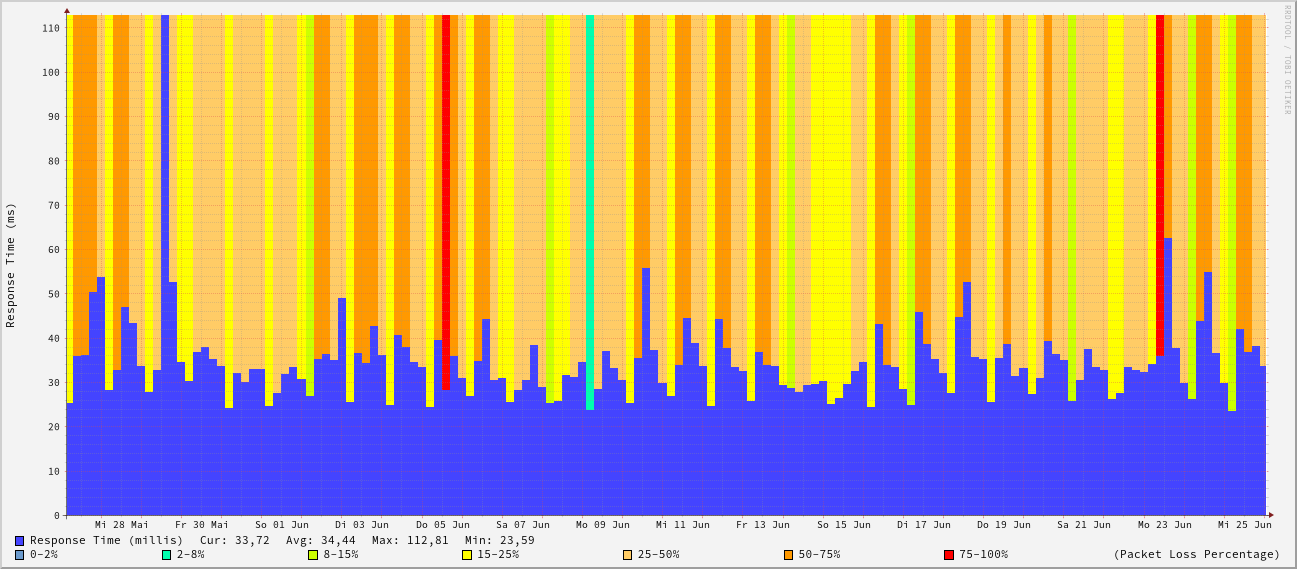 RRDTOOL / TOBI OETIKER
Response Time (ms)
110
100
90
80
70
60
50
40
30
20
10
0
Mi 28 Mai Fr 30 Mai So 01 Jun Di 03 Jun Do 05 Jun Sa 07 Jun Mo 09 Jun Mi 11 Jun Fr 13 Jun So 15 Jun Di 17 Jun Do 19 Jun Sa 21 Jun Mo 23 Jun Mi 25 Jun
Response Time (millis) Cur: 33,72 Avg: 34,44 Max: 112,81 Min: 23,59
0-2% 2-8% 8-15% 15-25% 25-50% 50-75% 75-100% (Packet Loss Percentage)